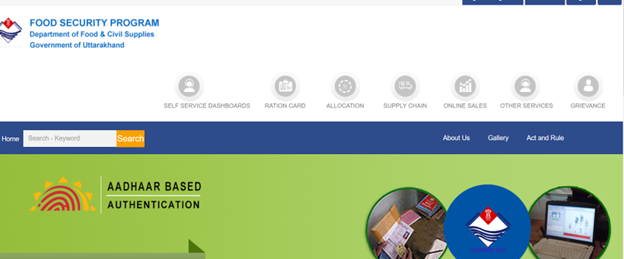 FOOD SECURITY PROGRAM
Department of Food & Civil Supplies
Government of Uttarakhand
SELF SERVICE DASHBOARDS RATION CARD ALLOCATION SUPPLY CHAIN ONLINE SALES OTHER SERVICES GRIEVANCE
Home Search - Keyword Search About Us Gallery Act and Rule
AADHAAR BASED
AUTHENTICATION